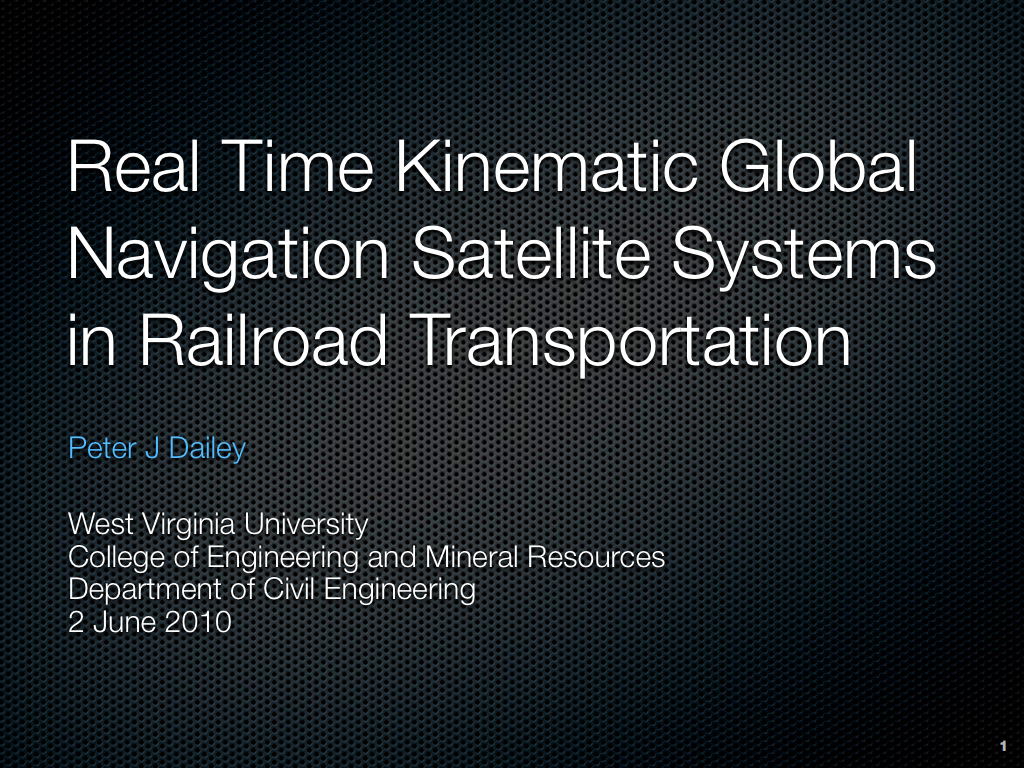 Real Time Kinematic Global
Navigation Satellite Systems
in Railroad Transportation
Peter J Dailey
West Virginia University
College of Engineering and Mineral Resources
Department of Civil Engineering
2 June 2010
1